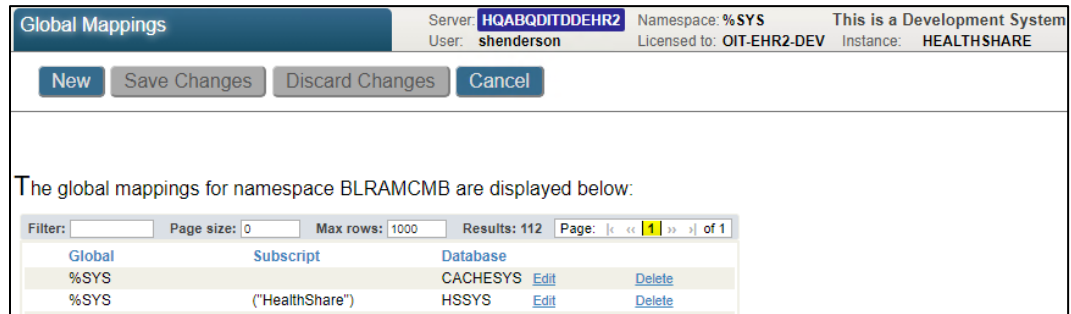 Global Mappings
Server: HQABQDITDDEHR2 Namespace: %SYS This is a Development System
User: shenderson Licensed to: OIT-EHR2-DEV Instance: HEALTHSHARE
New Save Changes Discard Changes Cancel
The global mappings for namespace BLRAMCMB are displayed below:
Filter: Page size: 0 Max rows: 1000 Results: 112 Page: |‹ ‹‹ 1 ›› ›| of 1
Global Subscript Database
%SYS CACHESYS Edit Delete
%SYS ("HealthShare") HSSYS Edit Delete